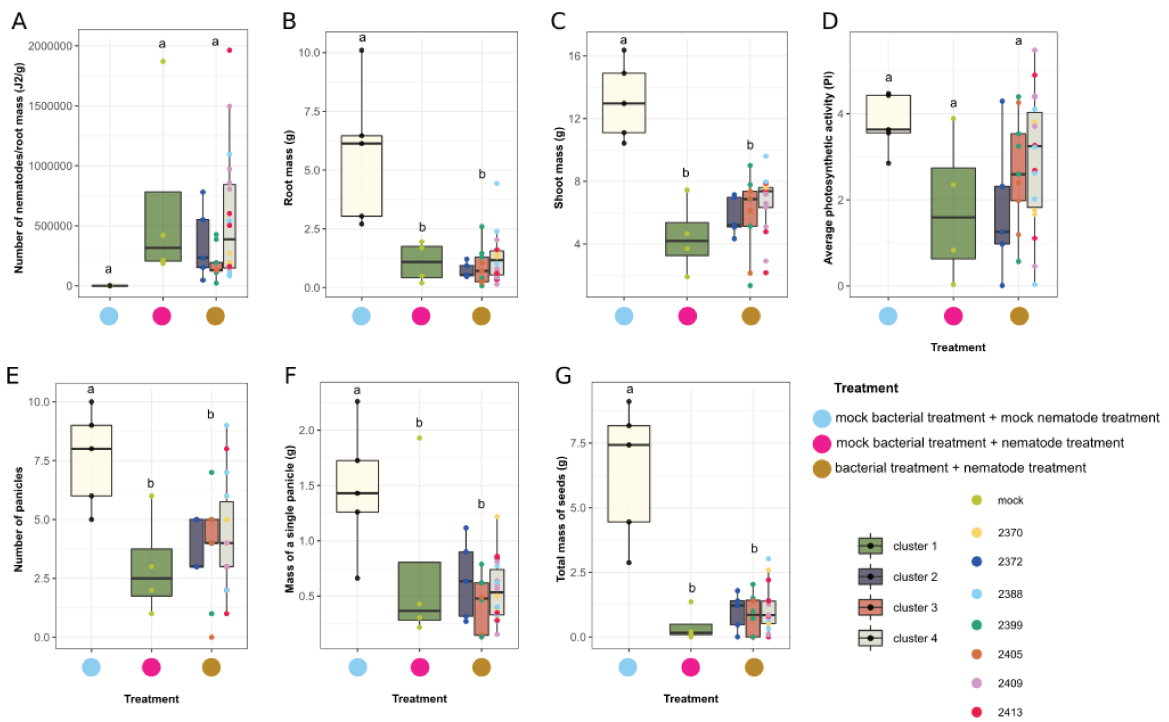 A
Number of nematodes/root mass (J2/g)
2000000
1500000
1000000
500000
0
a
a
a
B
Root mass (g)
10.0
7.5
5.0
2.5
0.0
a
b
b
C
Shoot mass (g)
16
12
8
4
a
b
b
D
Average photosynthetic activity (Pi)
4
2
0
a
a
a
Treatment
E
Number of panicles
10.0
7.5
5.0
2.5
0.0
a
b
b
Treatment
F
Mass of a single panicle (g)
2.0
1.5
1.0
0.5
0.0
a
b
b
Treatment
G
Total mass of seeds (g)
7.5
5.0
2.5
0.0
a
b
b
Treatment
Treatment
mock bacterial treatment + mock nematode treatment
mock bacterial treatment + nematode treatment
bacterial treatment + nematode treatment
cluster 1
cluster 2
cluster 3
cluster 4
mock
2370
2372
2388
2399
2405
2409
2413